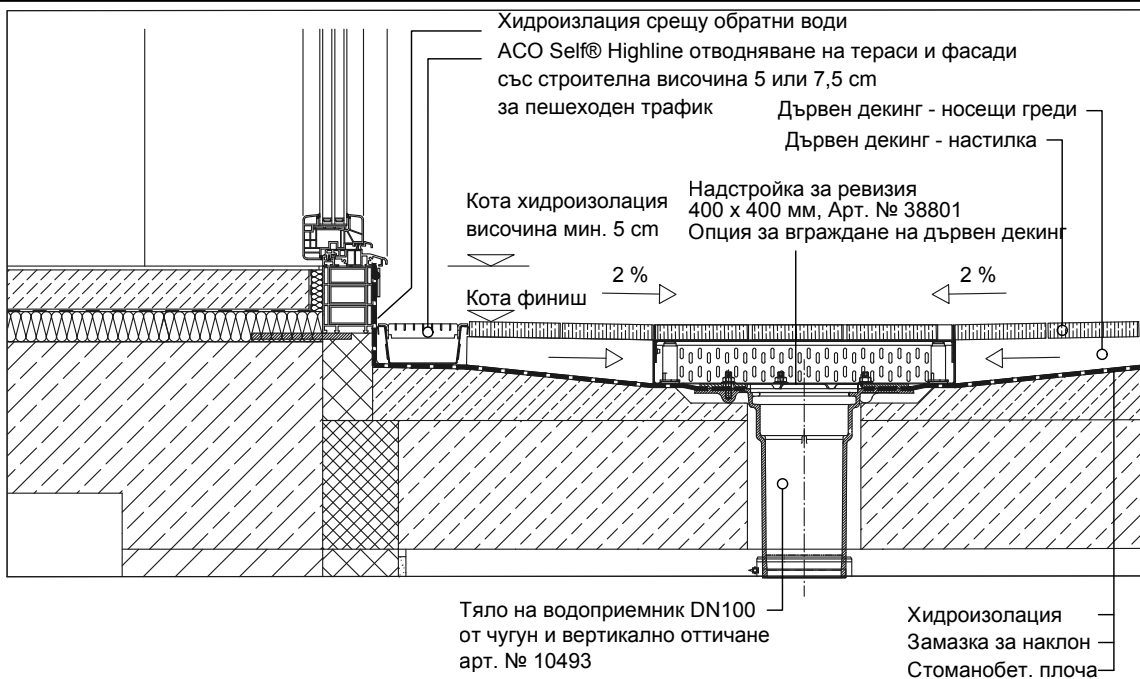 Хидроизлация срещу обратни води
ACO Self® Highline отводняване на тераси и фасади
със строителна височина 5 или 7,5 cm
за пешеходен трафик
Дървен декинг - носещи греди
Дървен декинг - настилка
Надстройка за ревизия
400 x 400 мм, Арт. № 38801
Опция за вграждане на дървен декинг
Кота хидроизолация
височина мин. 5 cm
2 %
2 %
Кота финиш
Тяло на водоприемник DN100
от чугун и вертикално оттичане
арт. № 10493
Хидроизолация
Замазка за наклон
Стоманобет. плоча